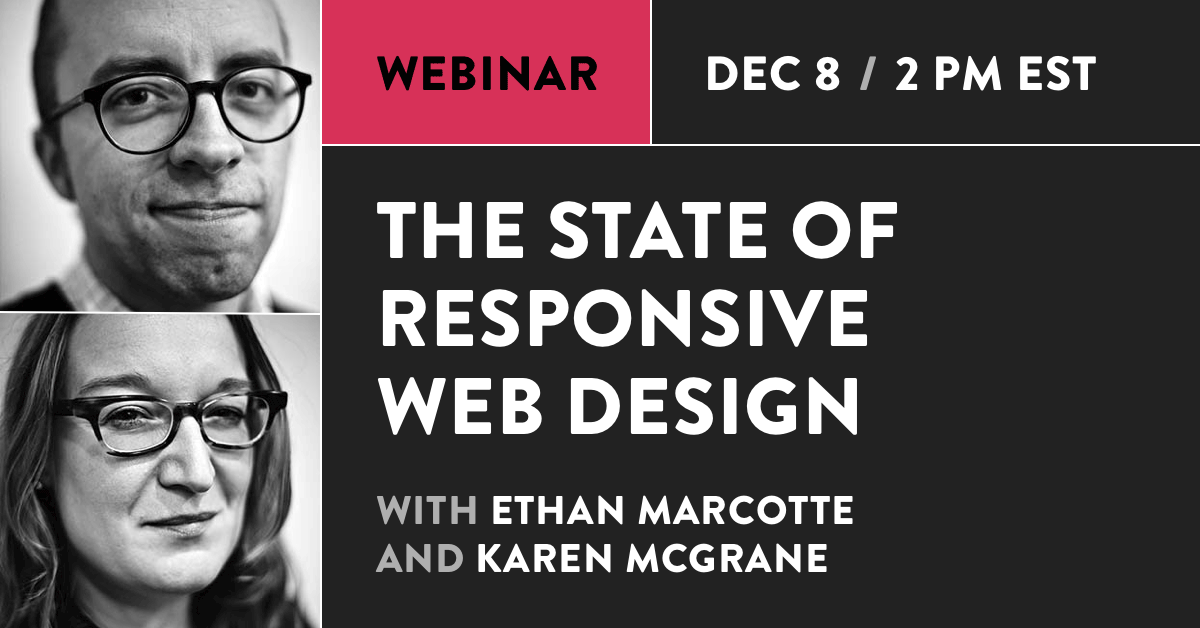 WEBINAR
DEC 8 / 2 PM EST
THE STATE OF
RESPONSIVE
WEB DESIGN
WITH ETHAN MARCOTTE
AND KAREN MCGRANE